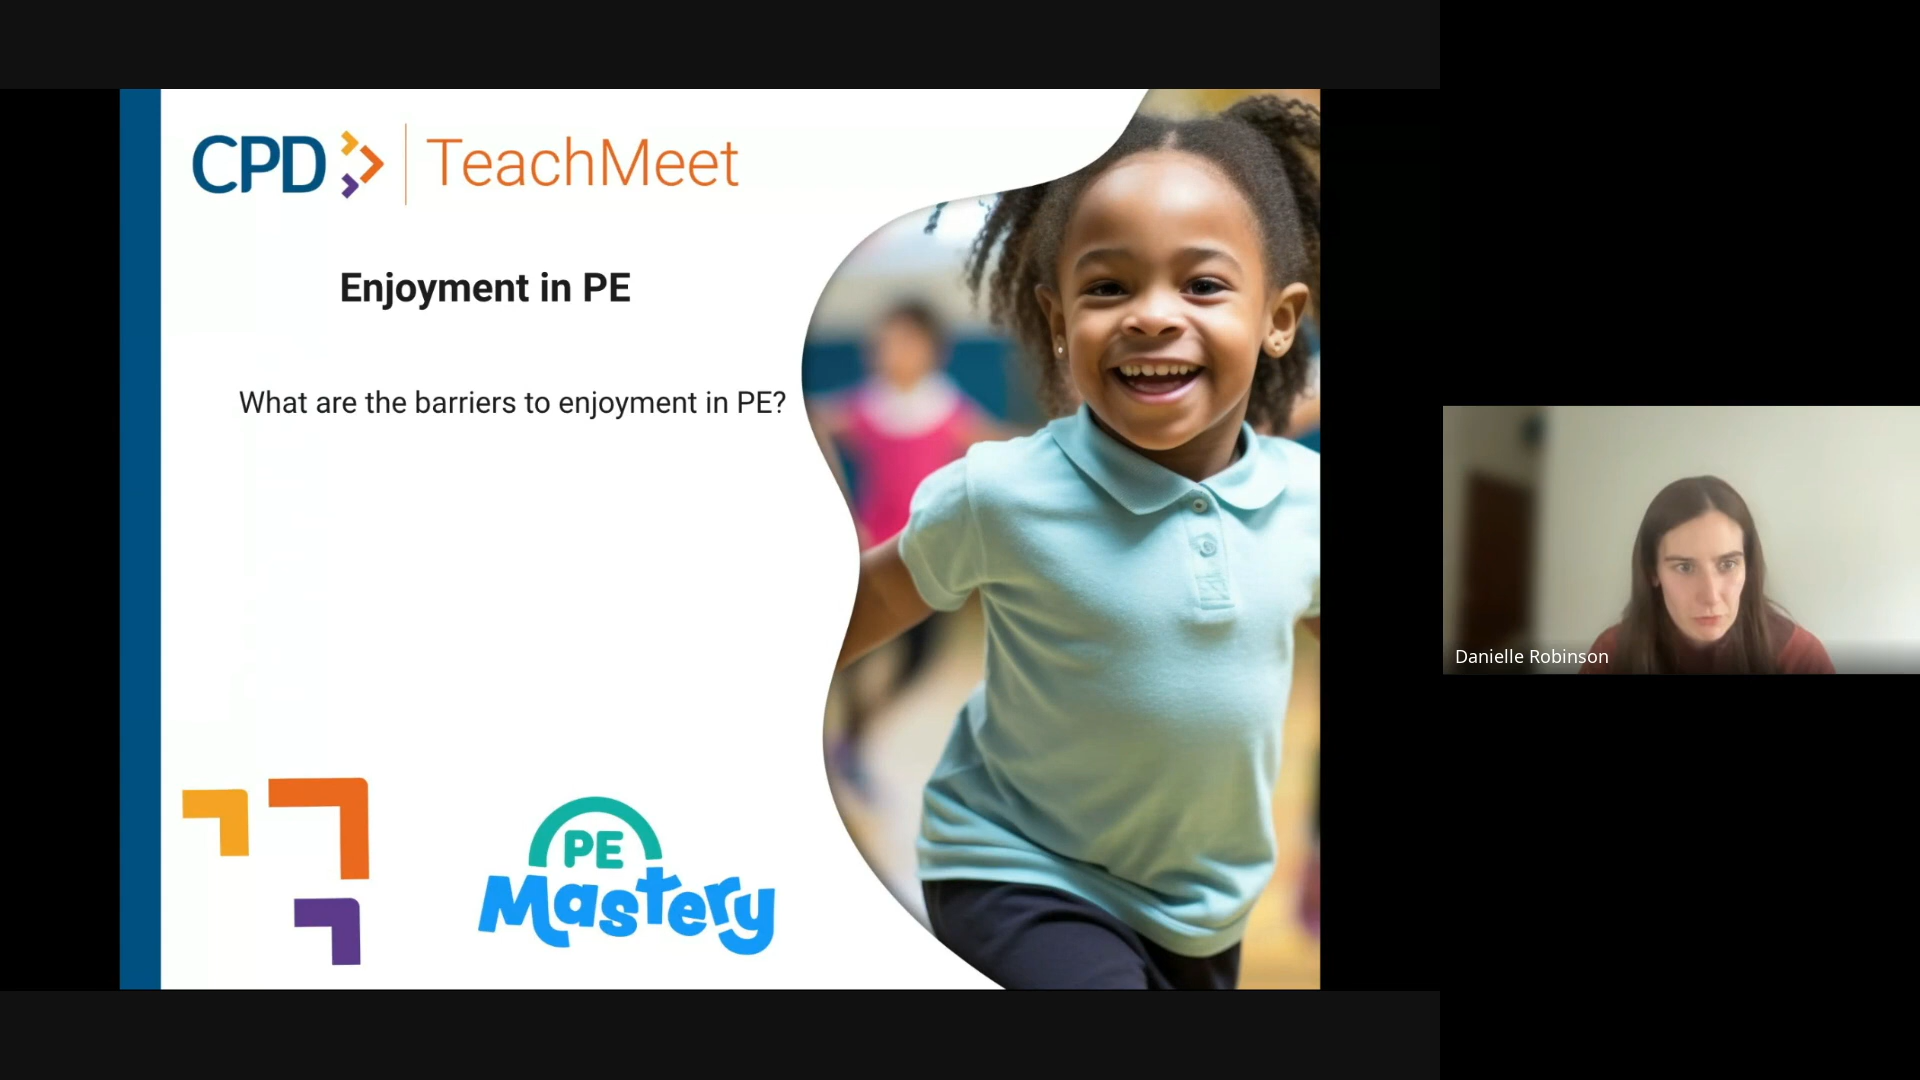 CPD
TeachMeet
Enjoyment in PE
What are the barriers to enjoyment in PE?
PE
Mastery
Danielle Robinson